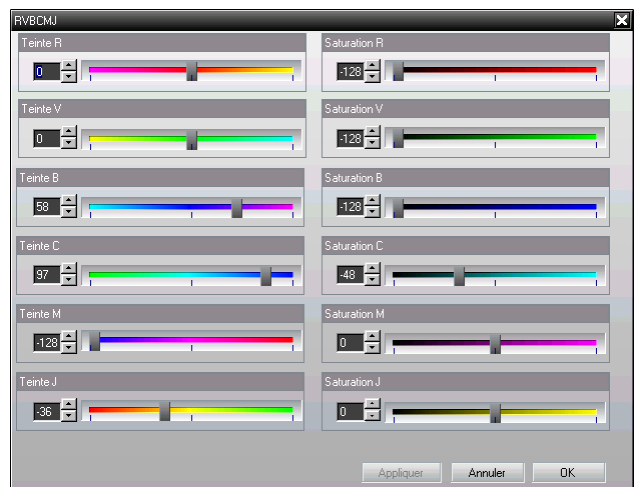 RVBCMJ
Teinte R
Saturation R
0
-128
Teinte V
Saturation V
0
-128
Teinte B
Saturation B
58
-128
Teinte C
Saturation C
97
-48
Teinte M
Saturation M
-128
0
Teinte J
Saturation J
-36
0
Appliquer
Annuler
OK